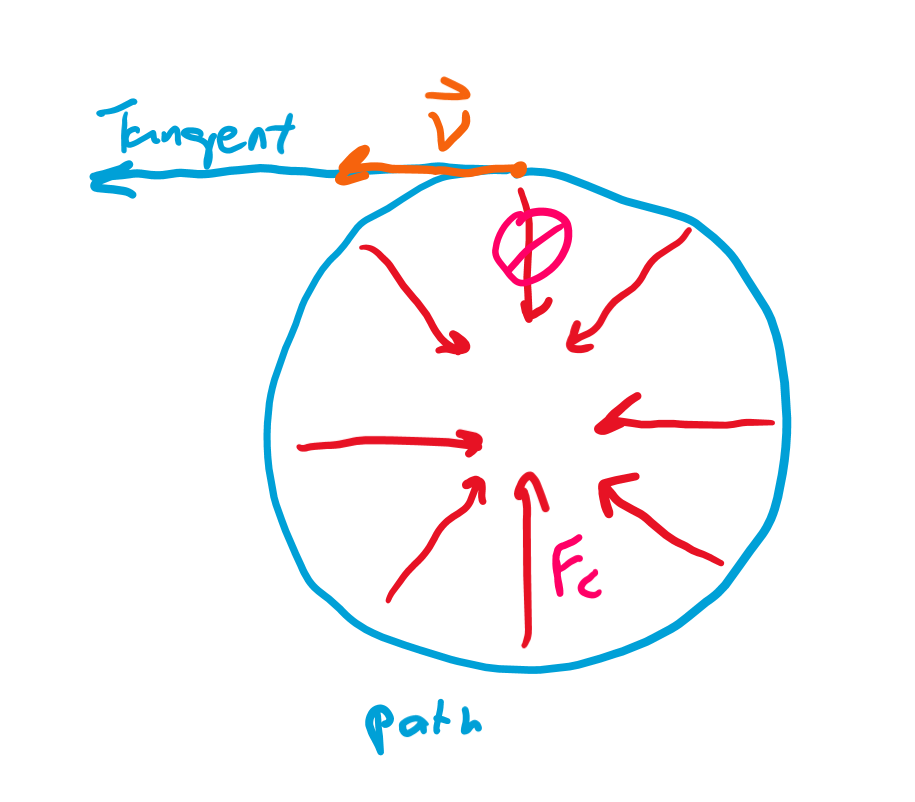 Tangent
v⃗
Fc
path